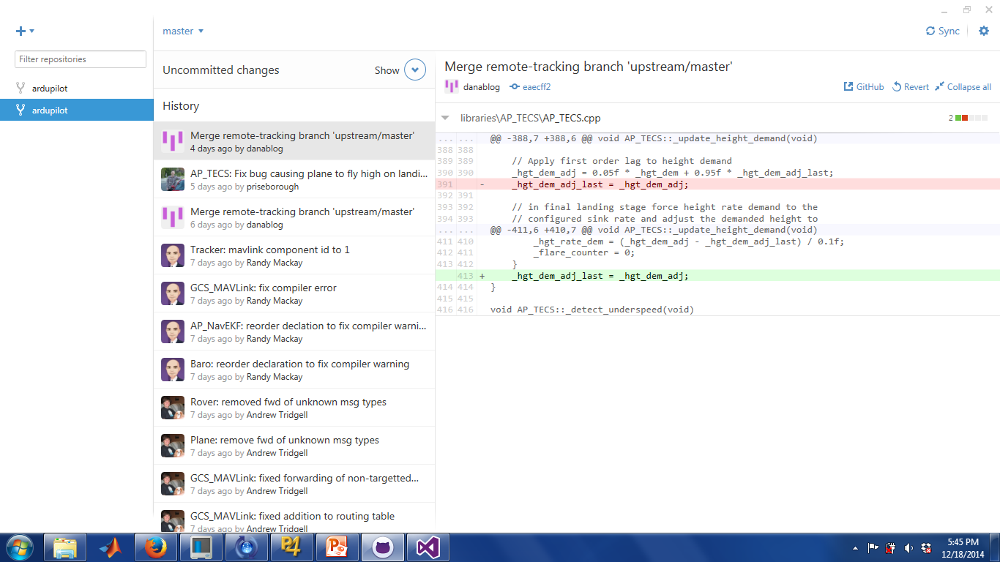 master
Sync
Filter repositories
ardupilot
ardupilot
Uncommitted changes
Show
History
Merge remote-tracking branch 'upstream/master'
4 days ago by danablog
AP_TECS: Fix bug causing plane to fly high on landi...
5 days ago by priseborough
Merge remote-tracking branch 'upstream/master'
6 days ago by danablog
Tracker: mavlink component id to 1
7 days ago by Randy Mackay
GCS_MAVLink: fix compiler error
7 days ago by Randy Mackay
AP_NavEKF: reorder declation to fix compiler warni...
7 days ago by Randy Mackay
Baro: reorder declaration to fix compiler warning
7 days ago by Randy Mackay
Rover: removed fwd of unknown msg types
7 days ago by Andrew Tridgell
Plane: remove fwd of unknown msg types
7 days ago by Andrew Tridgell
GCS_MAVLink: fixed forwarding of non-targetted...
7 days ago by Andrew Tridgell
GCS_MAVLink: fixed addition to routing table
7 days ago by Andrew Tridgell
Merge remote-tracking branch 'upstream/master'
danablog eaecff2 GitHub Revert Collapse all
libraries\AP_TECS\AP_TECS.cpp 2
... ... @@ -388,7 +388,6 @@ void AP_TECS::_update_height_demand(void)
388 388
389 389 // Apply first order lag to height demand
390 390 _hgt_dem_adj = 0.05f * _hgt_dem + 0.95f * _hgt_dem_adj_last;
391 - _hgt_dem_adj_last = _hgt_dem_adj;
392 391
393 392 // in final landing stage force height rate demand to the
394 393 // configured sink rate and adjust the demanded height to
... ... @@ -411,6 +410,7 @@ void AP_TECS::_update_height_demand(void)
411 410 _hgt_rate_dem = (_hgt_dem_adj - _hgt_dem_adj_last) / 0.1f;
412 411 _flare_counter = 0;
413 412 }
413 + _hgt_dem_adj_last = _hgt_dem_adj;
414 414 }
415 415
416 416 void AP_TECS::_detect_underspeed(void)
P4
5:45 PM
12/18/2014